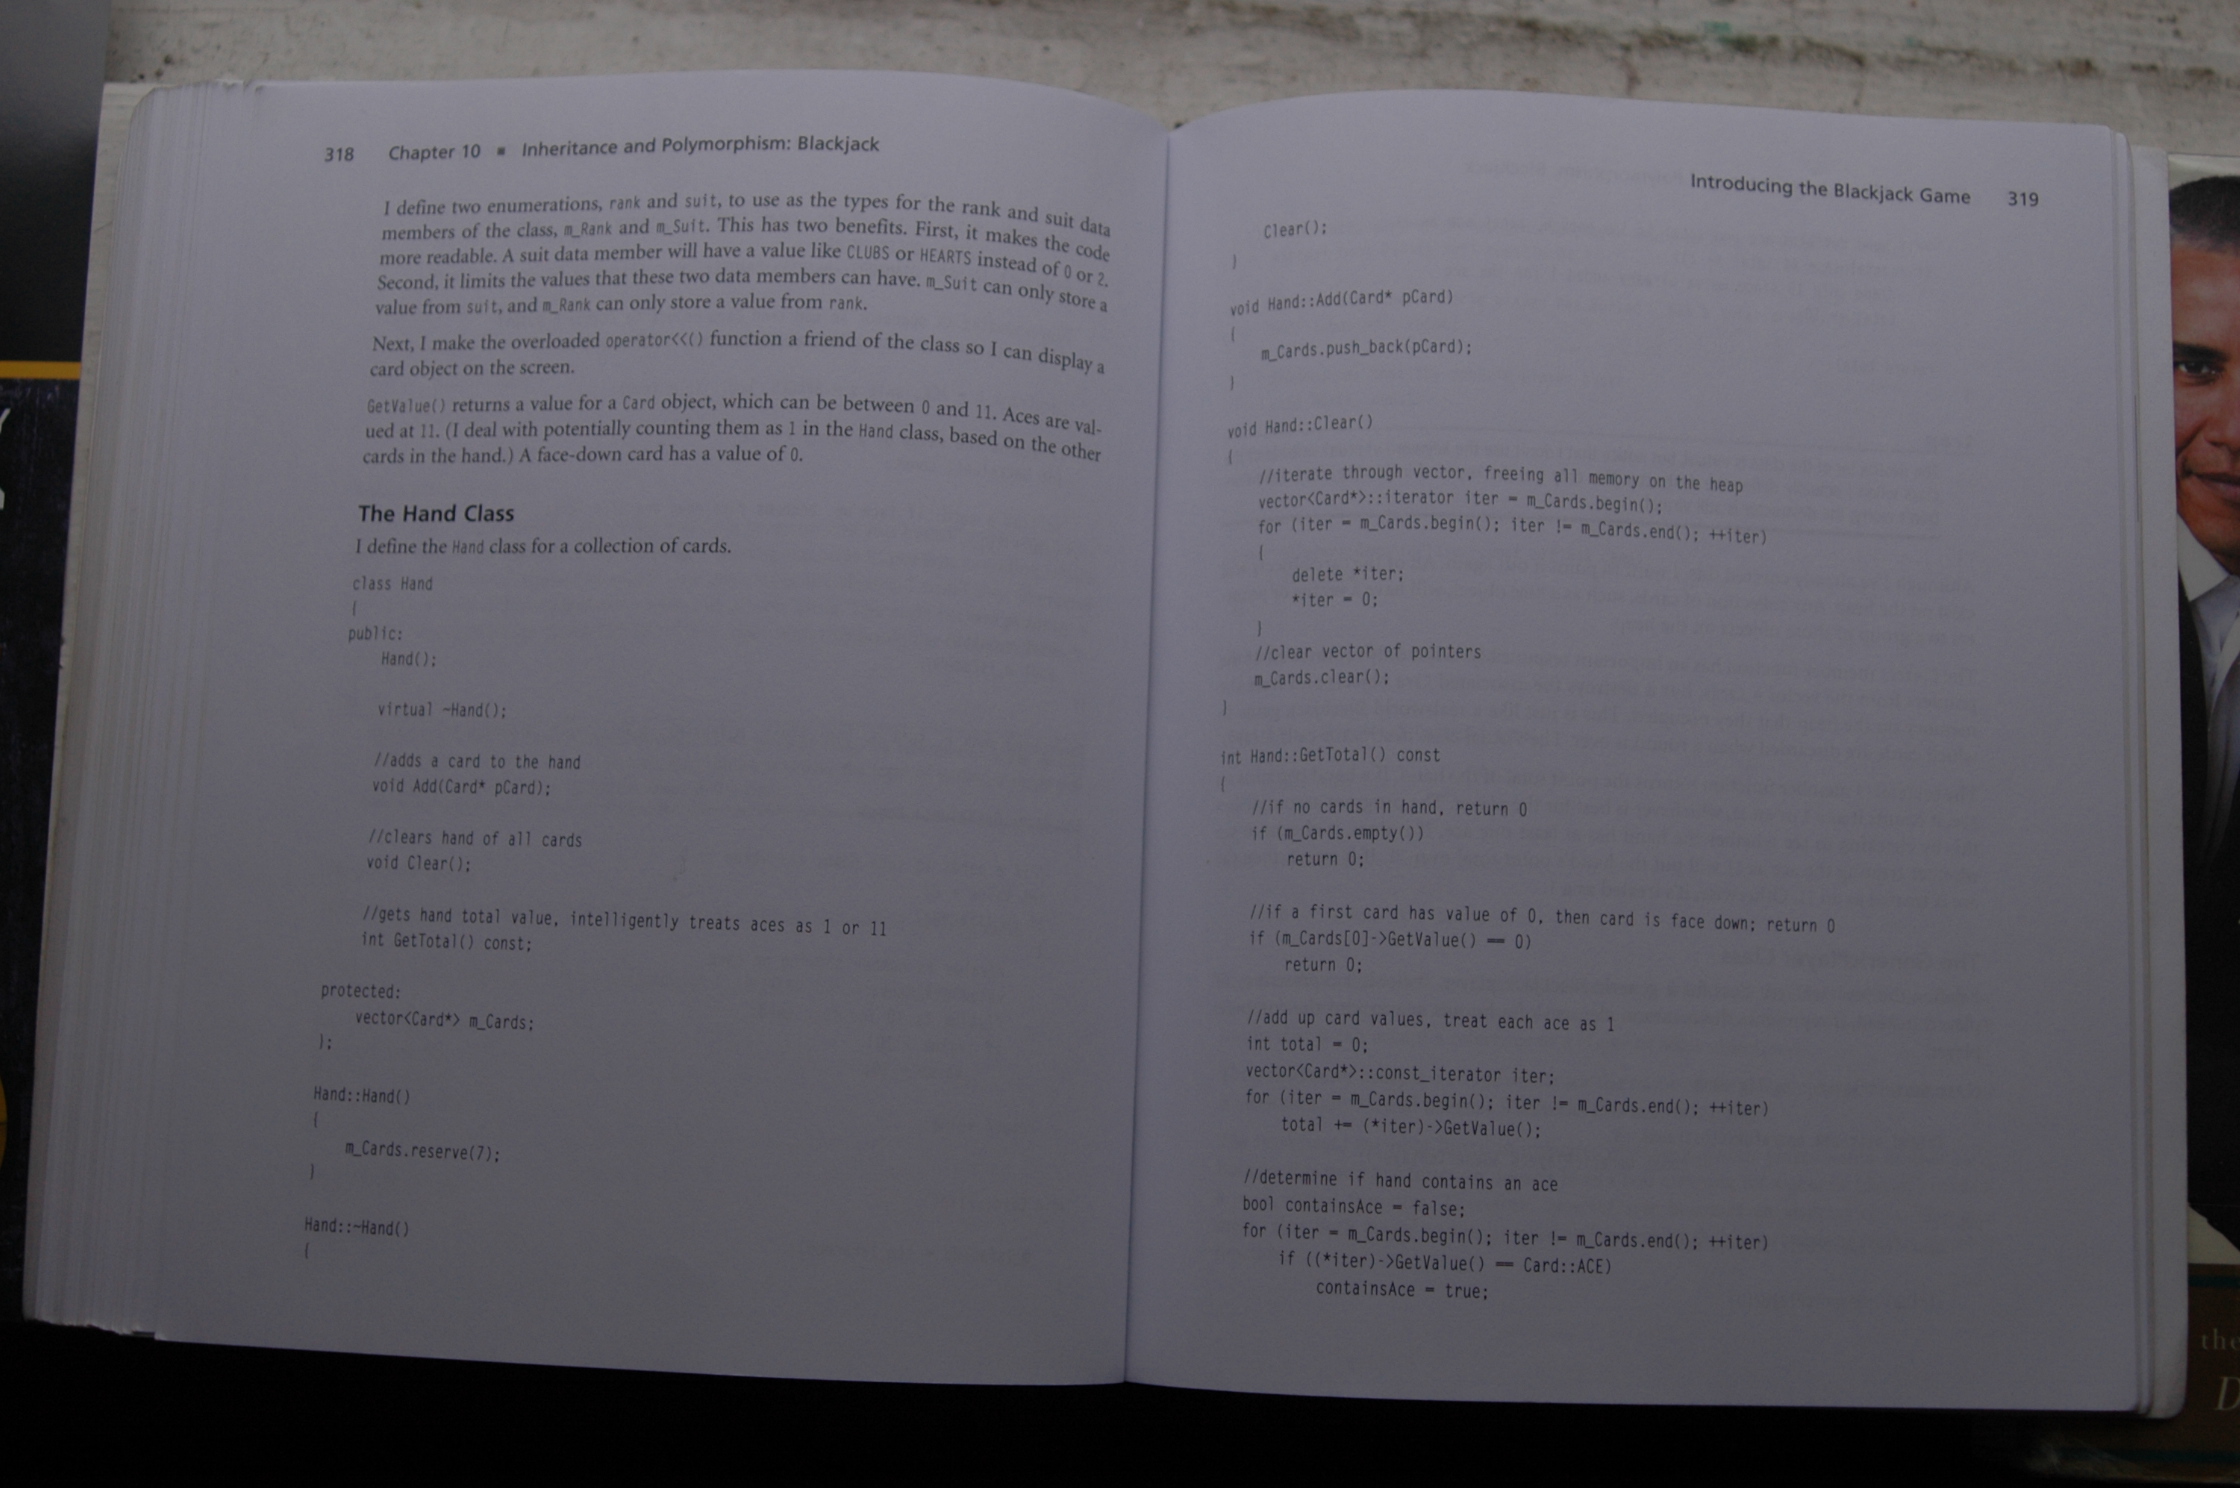 318 Chapter 10 ■ Inheritance and Polymorphism: Blackjack
I define two enumerations, rank and suit, to use as the types for the rank and suit data
members of the class, m_Rank and m_Suit. This has two benefits. First, it makes the code
more readable. A suit data member will have a value like CLUBS or HEARTS instead of 0 or 2.
Second, it limits the values that these two data members can have. m_Suit can only store a
value from suit, and m_Rank can only store a value from rank.
Next, I make the overloaded operator<<() function a friend of the class so I can display a
card object on the screen.
GetValue() returns a value for a Card object, which can be between 0 and 11. Aces are val-
ued at 11. (I deal with potentially counting them as 1 in the Hand class, based on the other
cards in the hand.) A face-down card has a value of 0.
The Hand Class
I define the Hand class for a collection of cards.
class Hand
{
public:
Hand();
virtual ~Hand();
//adds a card to the hand
void Add(Card* pCard);
//clears hand of all cards
void Clear();
//gets hand total value, intelligently treats aces as 1 or 11
int GetTotal() const;
protected:
vector<Card*> m_Cards;
};
Hand::Hand()
{
m_Cards.reserve(7);
}
Hand::~Hand()
{
Introducing the Blackjack Game 319
Clear();
}
void Hand::Add(Card* pCard)
{
m_Cards.push_back(pCard);
}
void Hand::Clear()
{
//iterate through vector, freeing all memory on the heap
vector<Card*>::iterator iter = m_Cards.begin();
for (iter = m_Cards.begin(); iter != m_Cards.end(); ++iter)
{
delete *iter;
*iter = 0;
}
//clear vector of pointers
m_Cards.clear();
}
int Hand::GetTotal() const
{
//if no cards in hand, return 0
if (m_Cards.empty())
return 0;
//if a first card has value of 0, then card is face down; return 0
if (m_Cards[0]->GetValue() == 0)
return 0;
//add up card values, treat each ace as 1
int total = 0;
vector<Card*>::const_iterator iter;
for (iter = m_Cards.begin(); iter != m_Cards.end(); ++iter)
total += (*iter)->GetValue();
//determine if hand contains an ace
bool containsAce = false;
for (iter = m_Cards.begin(); iter != m_Cards.end(); ++iter)
if ((*iter)->GetValue() == Card::ACE)
containsAce = true;
the